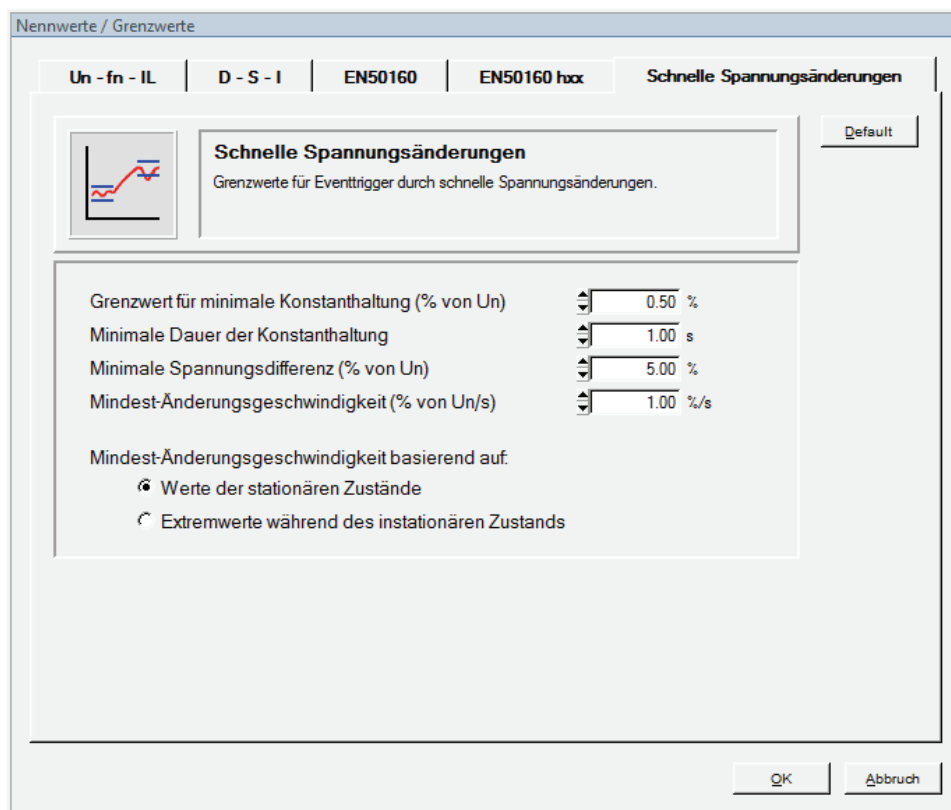 Nennwerte / Grenzwerte
Un - fn - IL
D - S - I
EN50160
EN50160 hxx
Schnelle Spannungsänderungen
Default
Schnelle Spannungsänderungen
Grenzwerte für Eventtrigger durch schnelle Spannungsänderungen.
Grenzwert für minimale Konstanthaltung (% von Un) 0.50 %
Minimale Dauer der Konstanthaltung 1.00 s
Minimale Spannungsdifferenz (% von Un) 5.00 %
Mindest-Änderungsgeschwindigkeit (% von Un/s) 1.00 %/s
Mindest-Änderungsgeschwindigkeit basierend auf:
Werte der stationären Zustände
Extremwerte während des instationären Zustands
OK
Abbruch